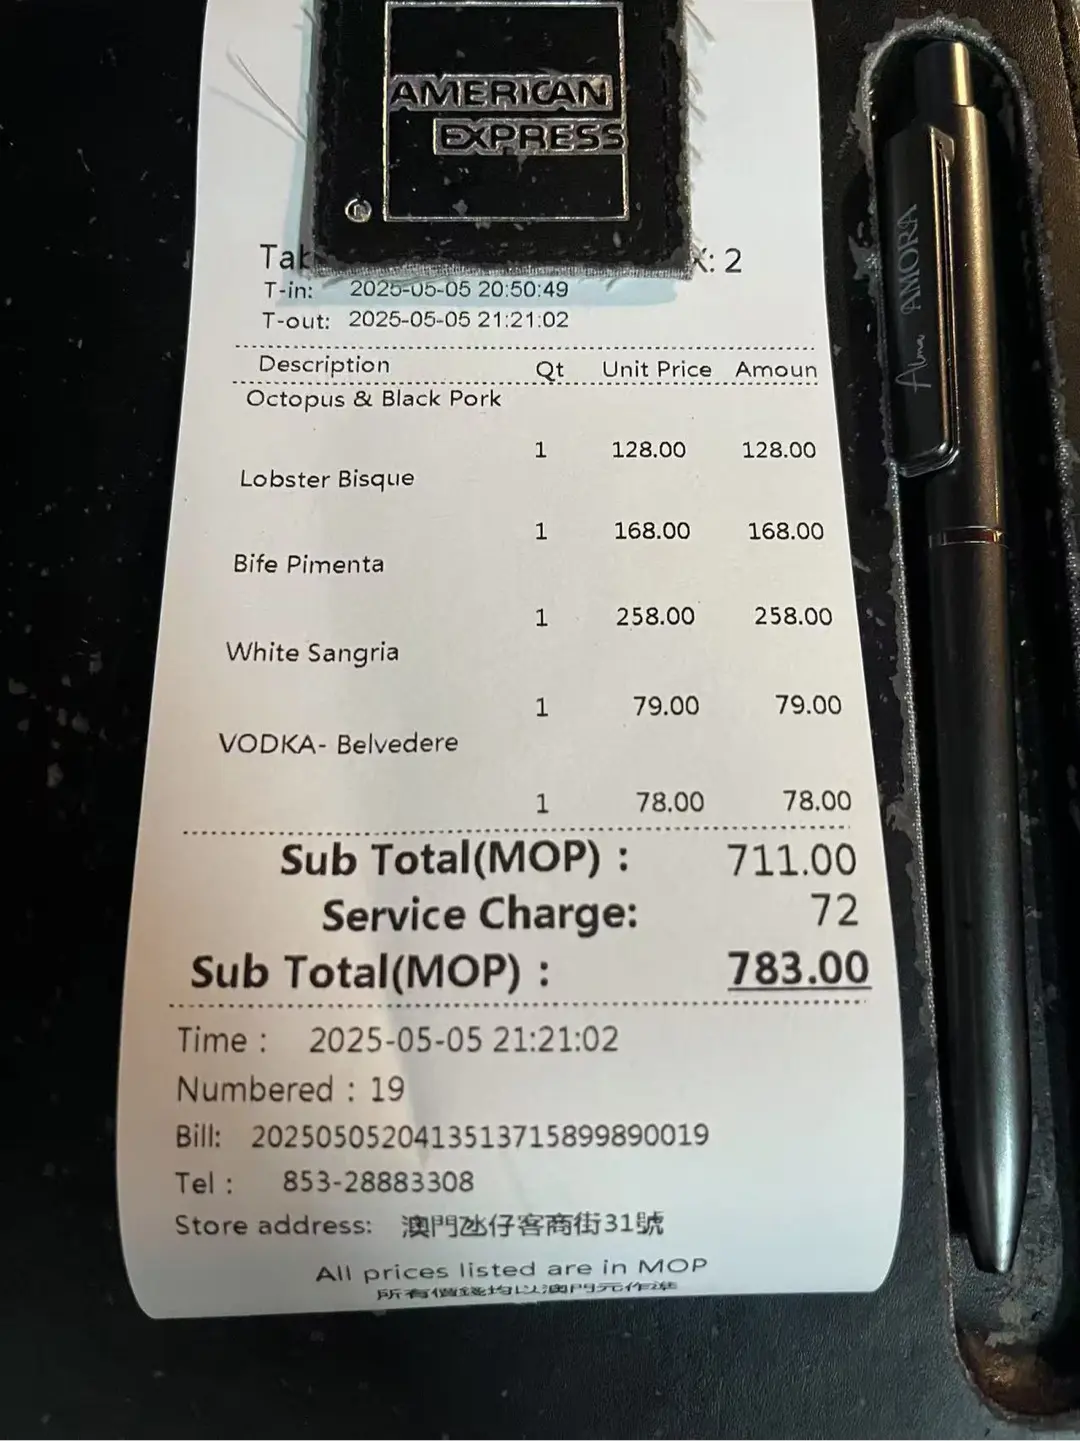 AMERICAN
EXPRESS
X: 2
T-in: 2025-05-05 20:50:49
T-out: 2025-05-05 21:21:02
Description Qt Unit Price Amoun
Octopus & Black Pork
1 128.00 128.00
Lobster Bisque
1 168.00 168.00
Bife Pimenta
1 258.00 258.00
White Sangria
1 79.00 79.00
VODKA- Belvedere
1 78.00 78.00
Sub Total(MOP) : 711.00
Service Charge: 72
Sub Total(MOP) : 783.00
Time : 2025-05-05 21:21:02
Numbered : 19
Bill: 2025050520413513715899890019
Tel : 853-28883308
Store address: 澳門氹仔客商街31號
All prices listed are in MOP
所有價錢均以澳門元作準
Alma AMORA